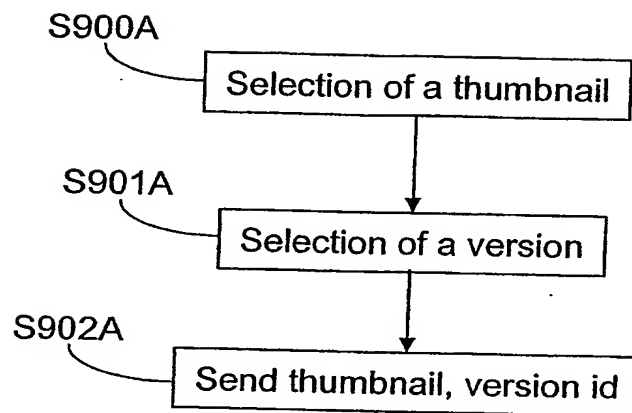 S900A
Selection of a thumbnail
S901A
Selection of a version
S902A
Send thumbnail, version id